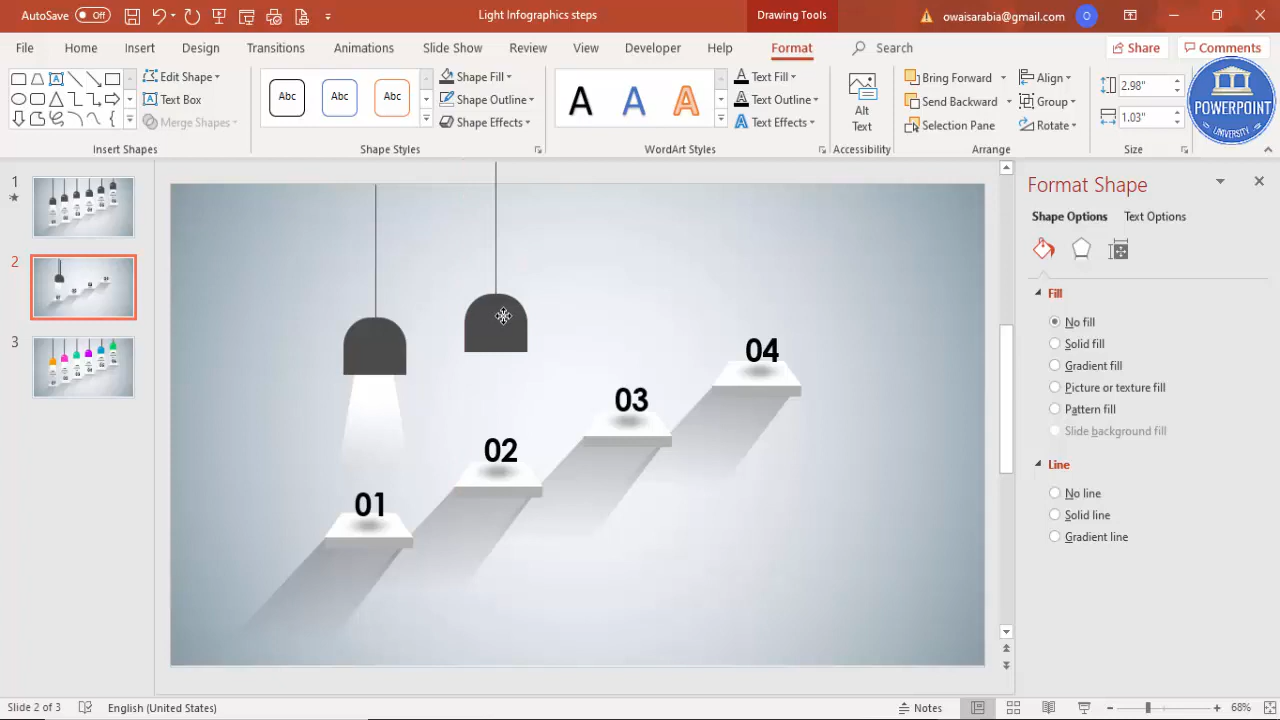 AutoSave Off
Light Infographics steps
Drawing Tools
owaisarabia@gmail.com
O
File Home Insert Design Transitions Animations Slide Show Review View Developer Help Format Search
Share Comments
Edit Shape
Text Box
Merge Shapes
Insert Shapes
Abc Abc Abc
Shape Fill
Shape Outline
Shape Effects
Shape Styles
A A A
Text Fill
Text Outline
Text Effects
WordArt Styles
Alt
Text
Accessibility
Bring Forward
Send Backward
Selection Pane
Align
Group
Rotate
Arrange
2.98"
1.03"
Size
POWERPOINT
UNIVERSITY
1
2
3
04
03
02
01
Format Shape
Shape Options Text Options
Fill
No fill
Solid fill
Gradient fill
Picture or texture fill
Pattern fill
Slide background fill
Line
No line
Solid line
Gradient line
Slide 2 of 3 English (United States) Notes 68%